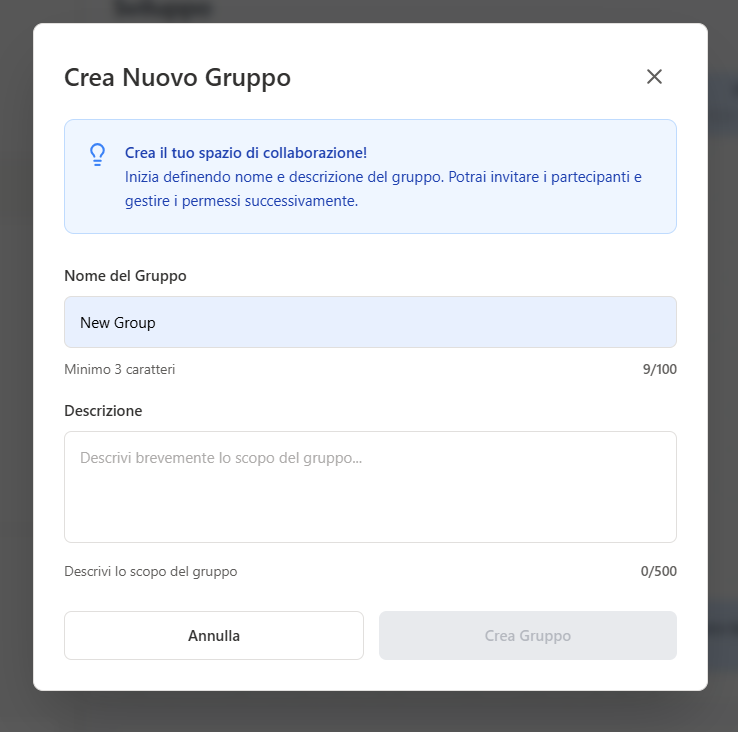 Crea Nuovo Gruppo
Crea il tuo spazio di collaborazione!
Inizia definendo nome e descrizione del gruppo. Potrai invitare i partecipanti e
gestire i permessi successivamente.
Nome del Gruppo
New Group
Minimo 3 caratteri
9/100
Descrizione
Descrivi brevemente lo scopo del gruppo...
Descrivi lo scopo del gruppo
0/500
Annulla
Crea Gruppo